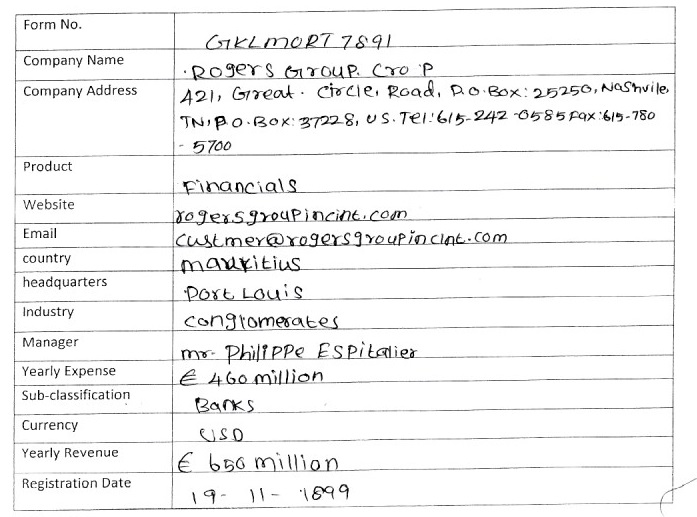 Form No.
GKLMORT 7891
Company Name
Rogers Group. Cro P
Company Address
421, Great. Circle, Road, P.O.Box: 25250, Nashvile,
TN, P.O.Box: 37228, US. Tel: 615-242-0585 Fax: 615-780
- 5700
Product
Financials
Website
rogersgroupincint.com
Email
custmer@rogersgroupincint.com
country
mauritius
headquarters
Port Louis
Industry
conglomerates
Manager
mr. Philippe ESpitalier
Yearly Expense
€ 460 million
Sub-classification
Banks
Currency
USD
Yearly Revenue
€ 650 million
Registration Date
19- 11- 1899